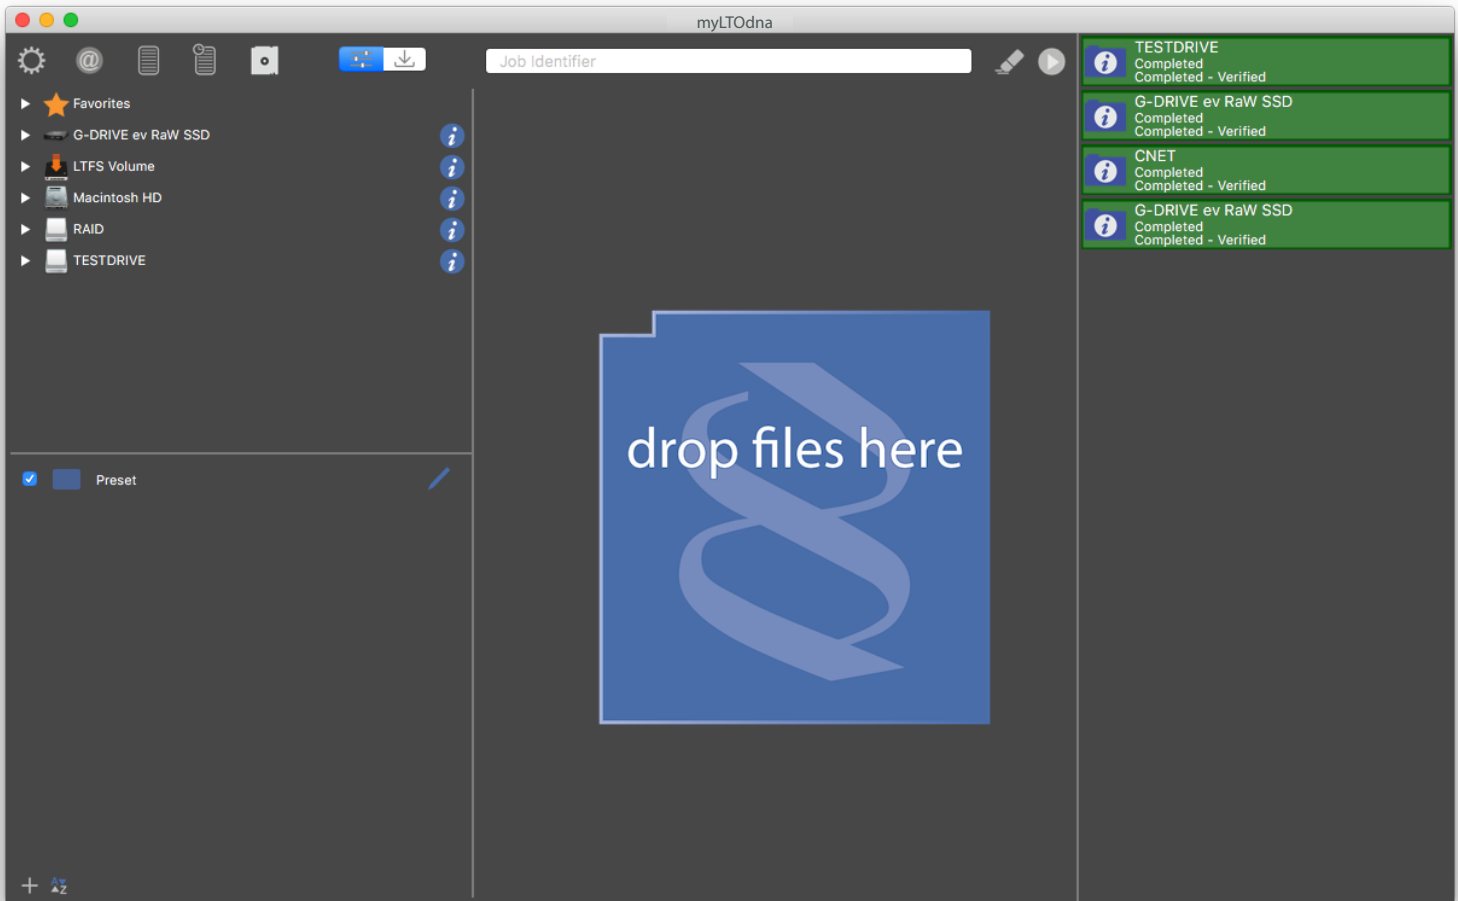 myLTOdna
Job Identifier
Favorites
G-DRIVE ev RaW SSD
LTFS Volume
Macintosh HD
RAID
TESTDRIVE
Preset
drop files here
TESTDRIVE
Completed
Completed - Verified
G-DRIVE ev RaW SSD
Completed
Completed - Verified
CNET
Completed
Completed - Verified
G-DRIVE ev RaW SSD
Completed
Completed - Verified